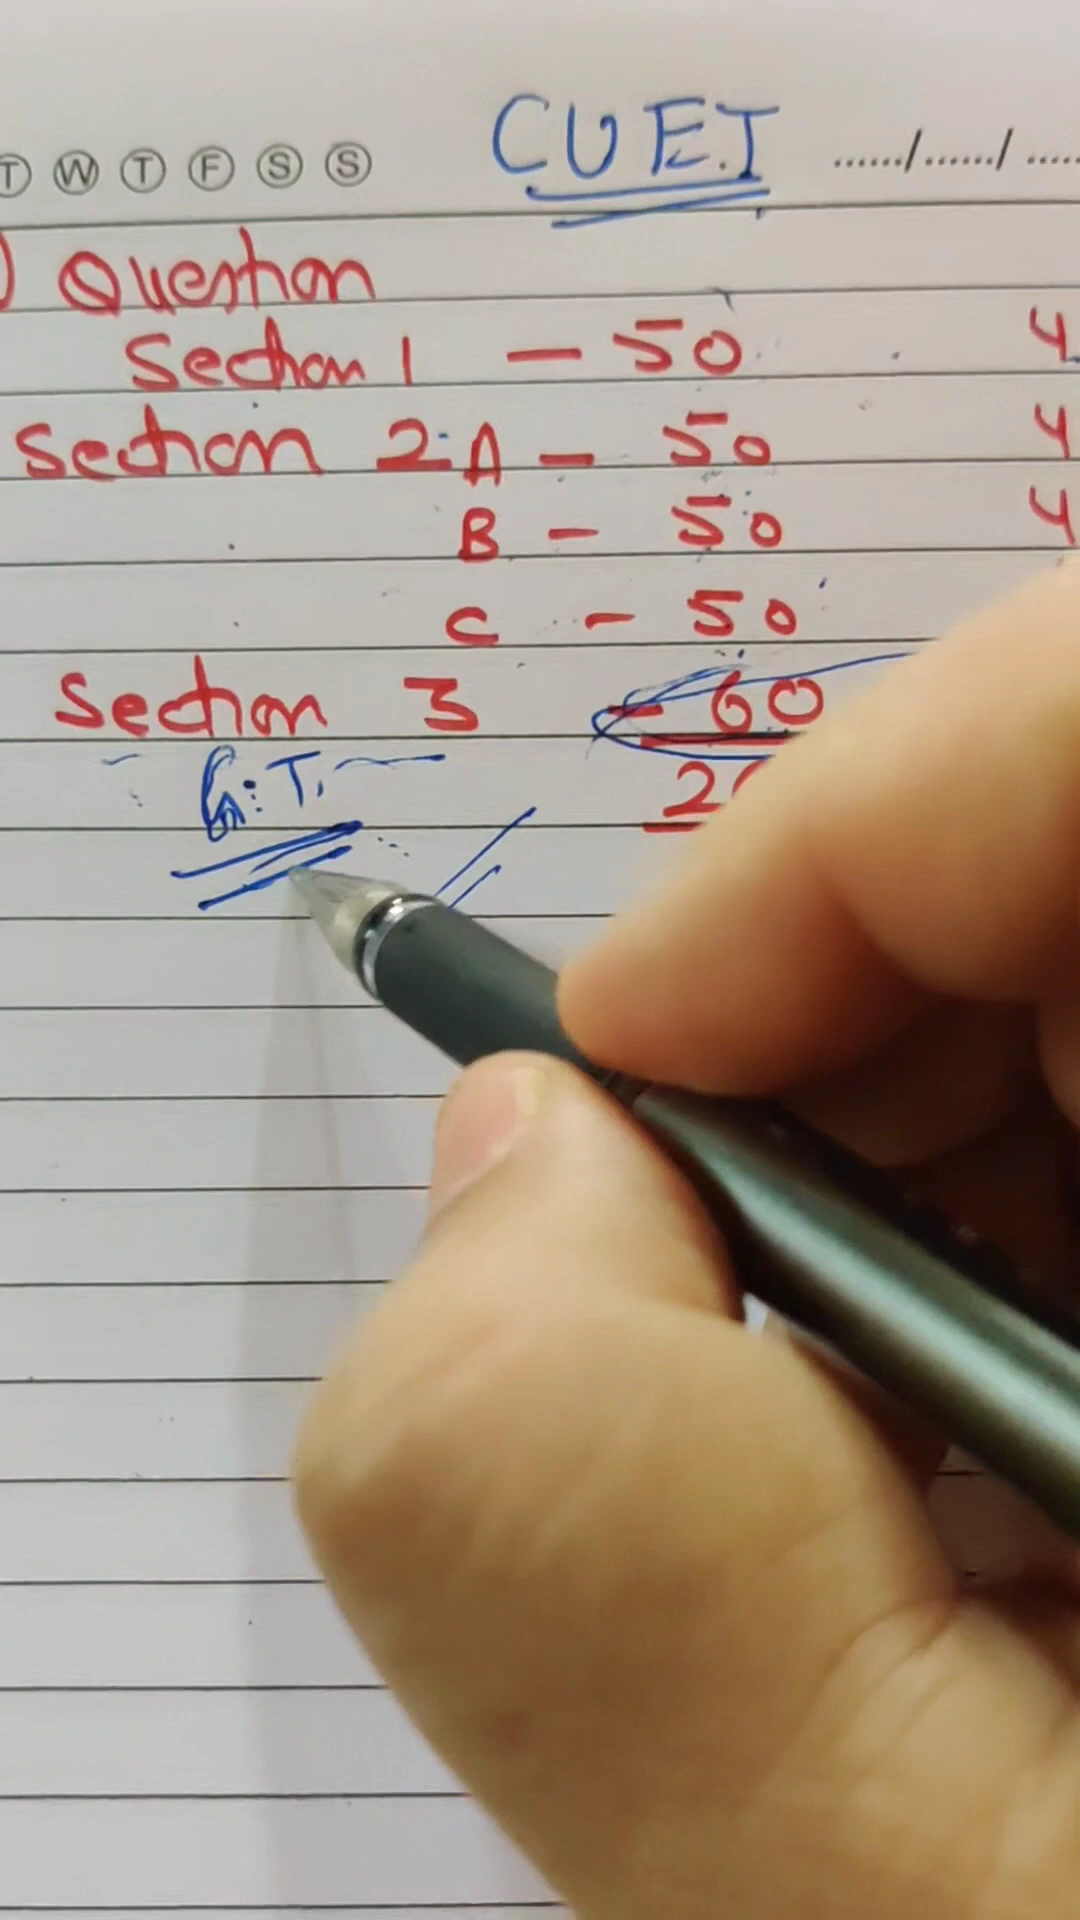 T W T F S S CUET ....../....../.....
) Question
Section 1 — 50 4
Section 2 A — 50 4
B — 50 4
C — 50
Section 3 — 60
G.T.